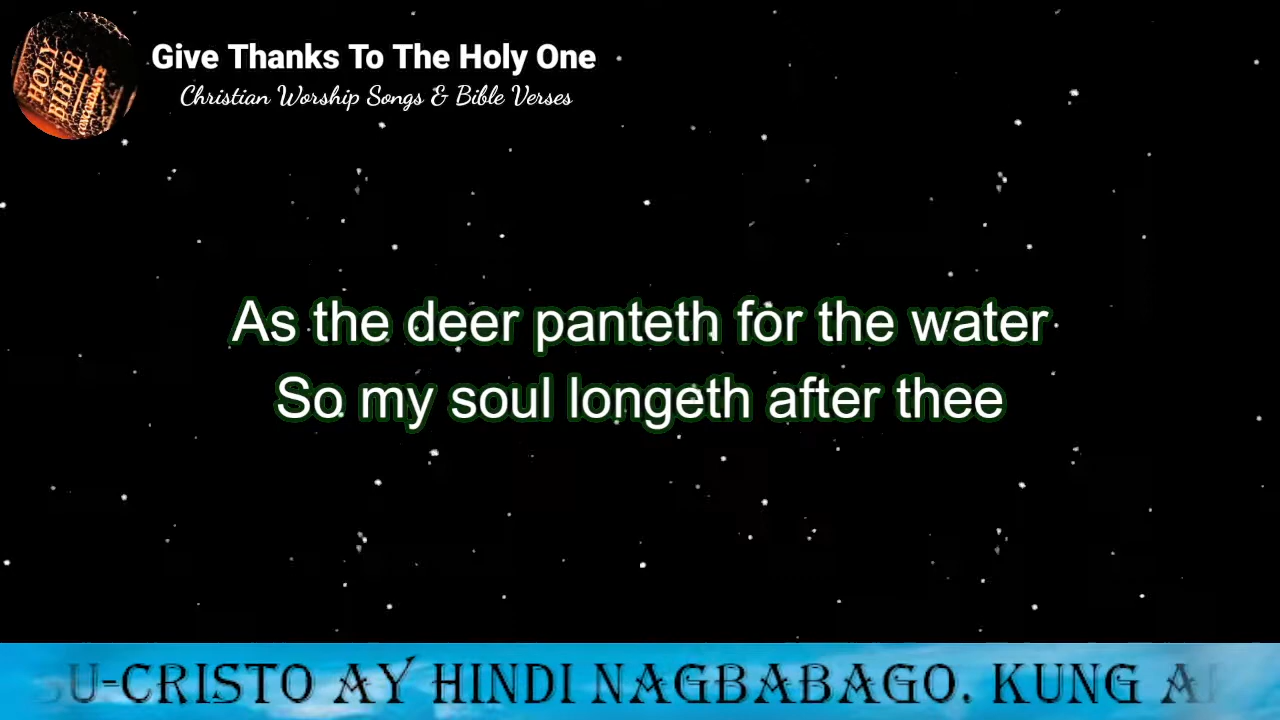 HOLY
BIBLE
Give Thanks To The Holy One
Christian Worship Songs & Bible Verses
As the deer panteth for the water
So my soul longeth after thee
U-CRISTO AY HINDI NAGBABAGO. KUNG A